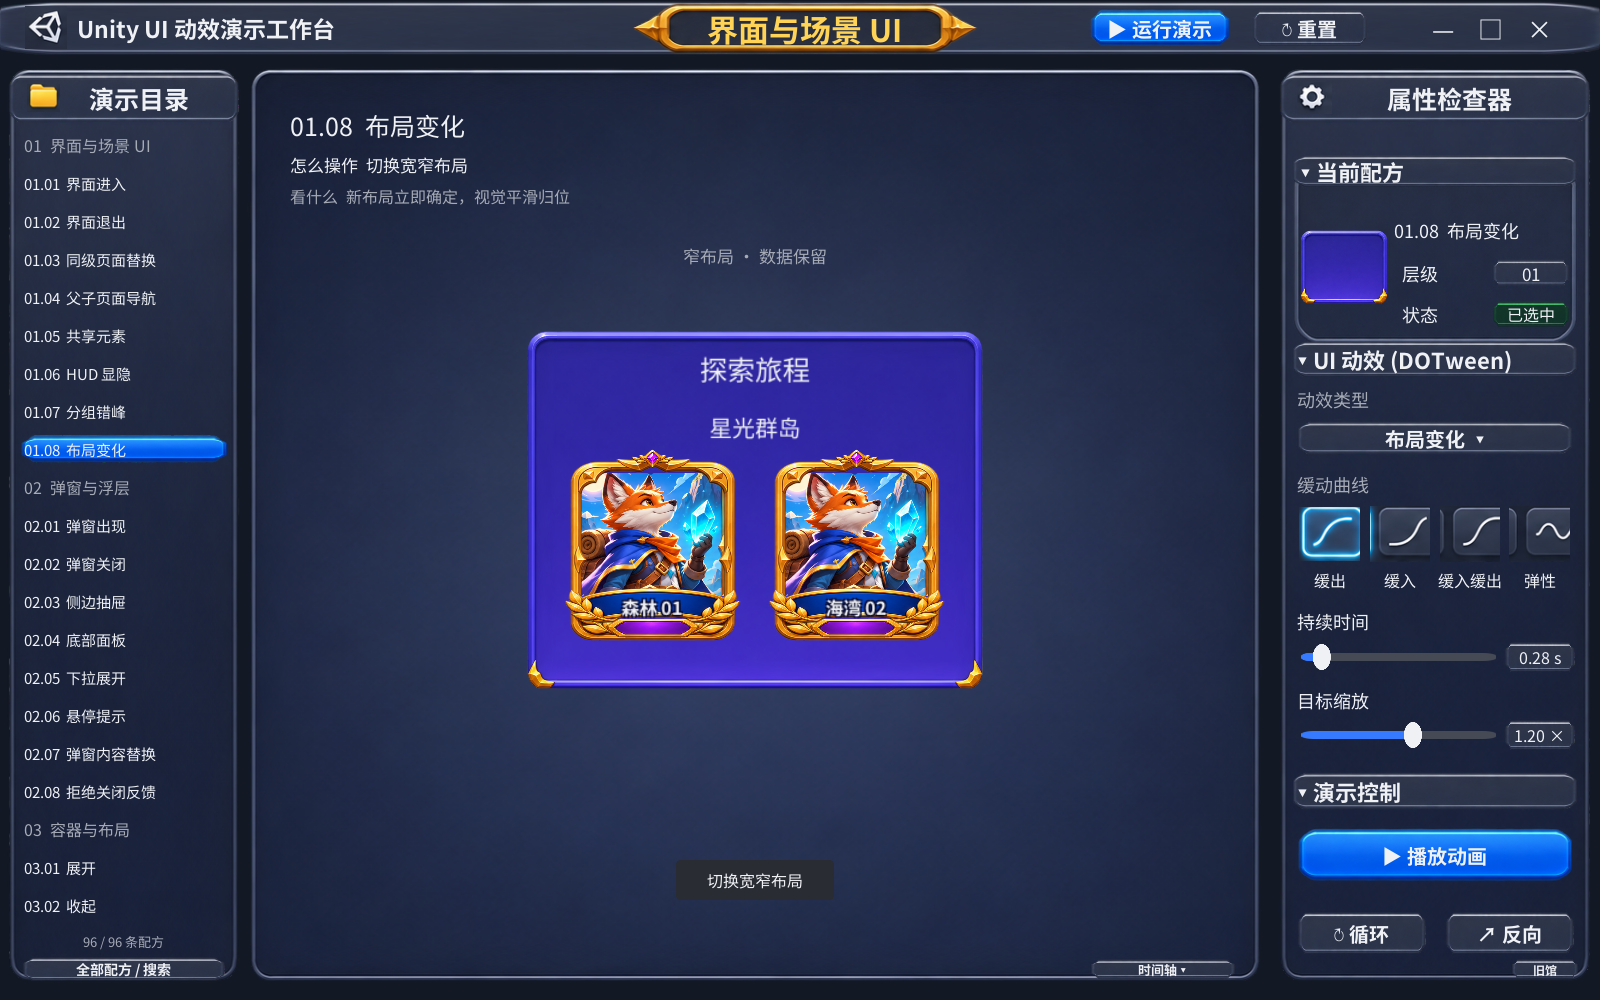 Unity UI 动效演示工作台
界面与场景 UI
▶ 运行演示
重置
演示目录
01 界面与场景 UI
01.01 界面进入
01.02 界面退出
01.03 同级页面替换
01.04 父子页面导航
01.05 共享元素
01.06 HUD 显隐
01.07 分组错峰
01.08 布局变化
02 弹窗与浮层
02.01 弹窗出现
02.02 弹窗关闭
02.03 侧边抽屉
02.04 底部面板
02.05 下拉展开
02.06 悬停提示
02.07 弹窗内容替换
02.08 拒绝关闭反馈
03 容器与布局
03.01 展开
03.02 收起
96 / 96 条配方
全部配方 / 搜索
01.08 布局变化
怎么操作 切换宽窄布局
看什么 新布局立即确定，视觉平滑归位
窄布局 · 数据保留
探索旅程
星光群岛
森林.01
海湾.02
切换宽窄布局
时间轴 ▾
属性检查器
▾ 当前配方
01.08 布局变化
层级
01
状态
已选中
▾ UI 动效 (DOTween)
动效类型
布局变化 ▾
缓动曲线
缓出
缓入
缓入缓出
弹性
持续时间
0.28 s
目标缩放
1.20 ×
▾ 演示控制
▶ 播放动画
循环
↗ 反向
旧馆